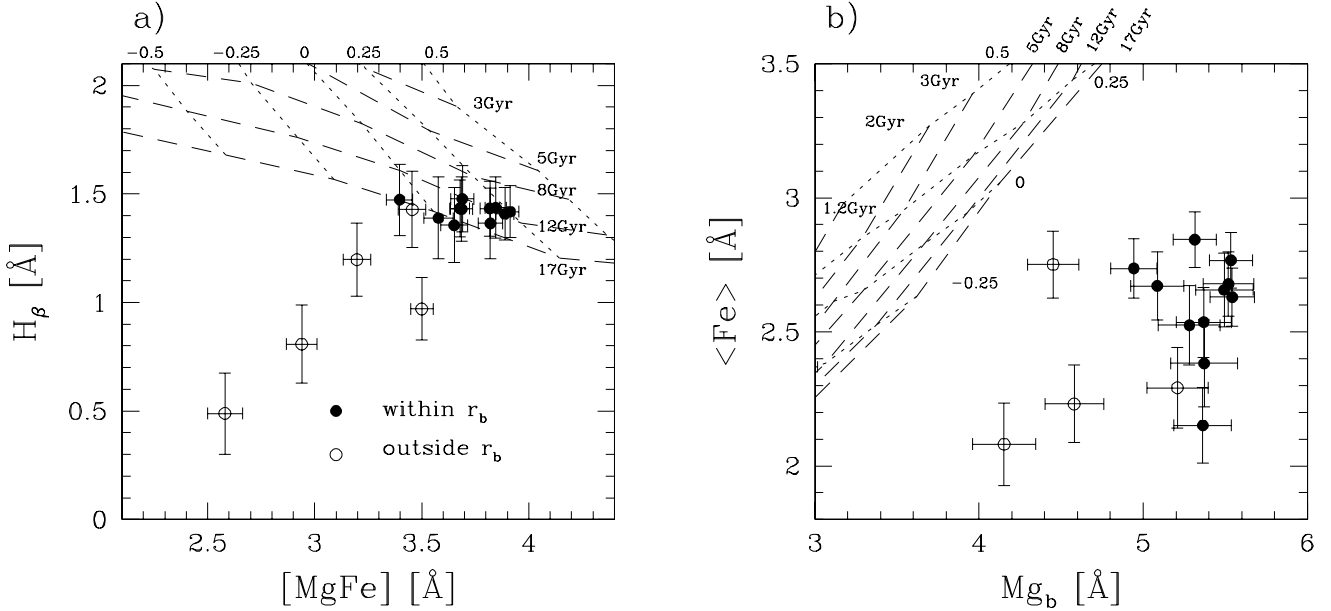 a)
-0.5 -0.25 0 0.25 0.5
2
1.5
1
0.5
0
H_β [Å]
3Gyr
5Gyr
8Gyr
12Gyr
17Gyr
within r_b
outside r_b
2.5 3 3.5 4
[MgFe] [Å]
b)
0.5 5Gyr 8Gyr 12Gyr 17Gyr
3.5
3
2.5
2
<Fe> [Å]
3Gyr
2Gyr
1.2Gyr
0.25
0
-0.25
3 4 5 6
Mg_b [Å]